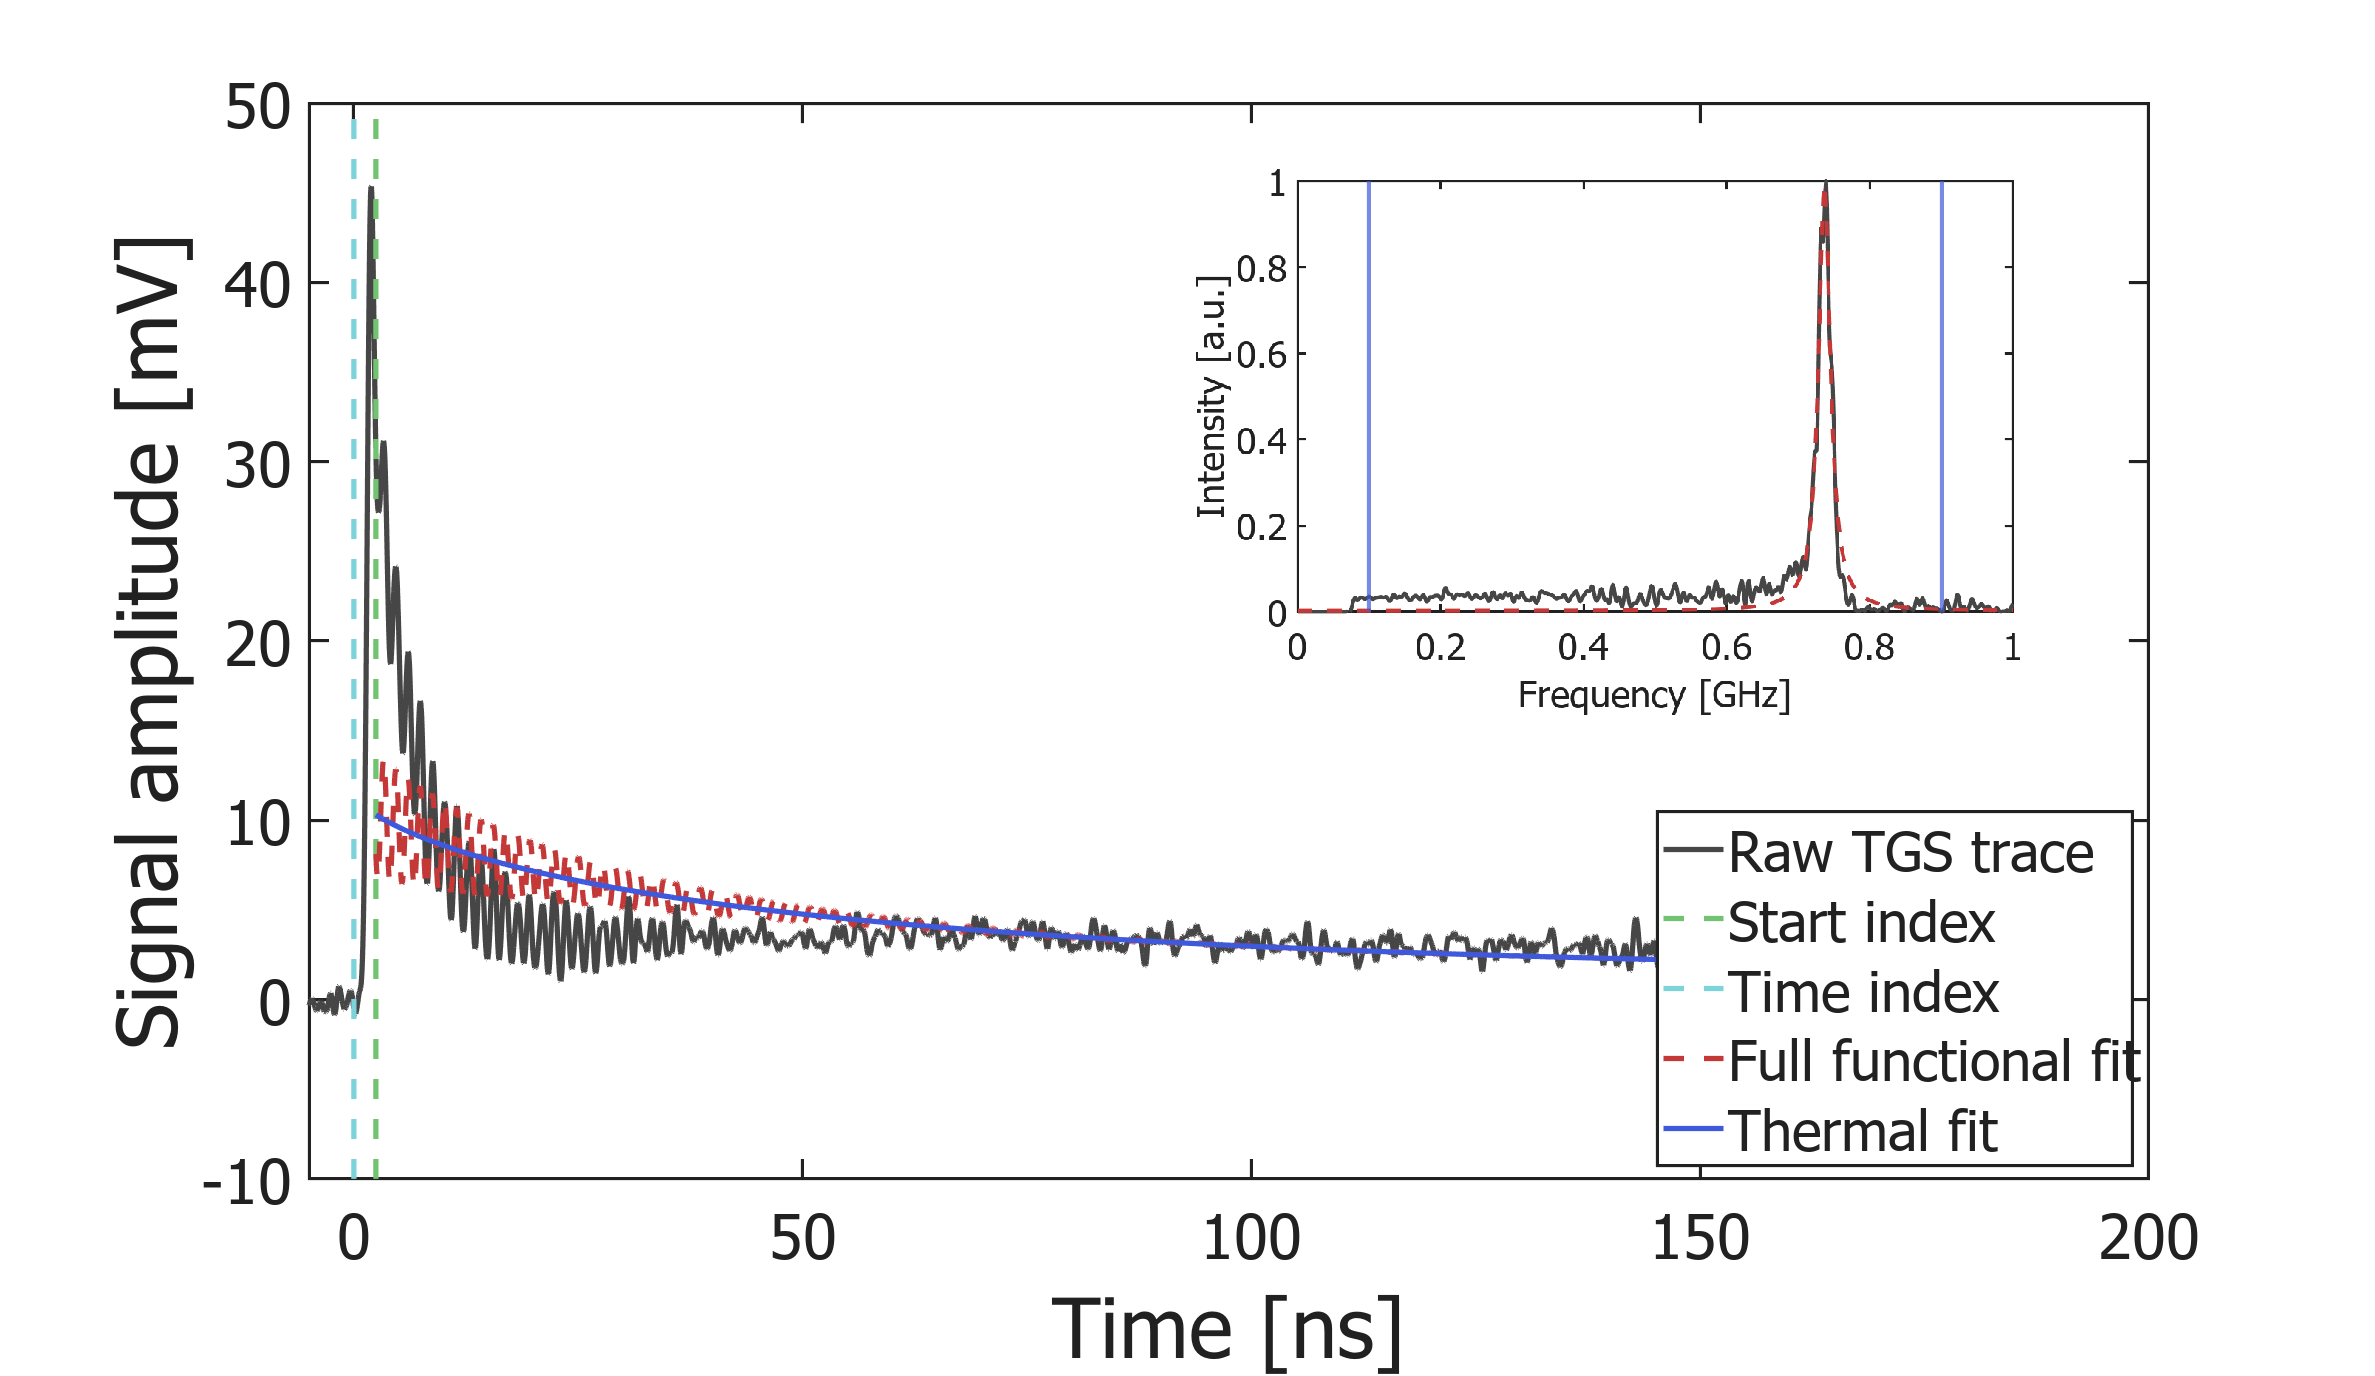 50
40
30
20
10
0
-10
Signal amplitude [mV]
0
50
100
150
200
Time [ns]
1
0.8
0.6
0.4
0.2
0
Intensity [a.u.]
0
0.2
0.4
0.6
0.8
1
Frequency [GHz]
Raw TGS trace
Start index
Time index
Full functional fit
Thermal fit